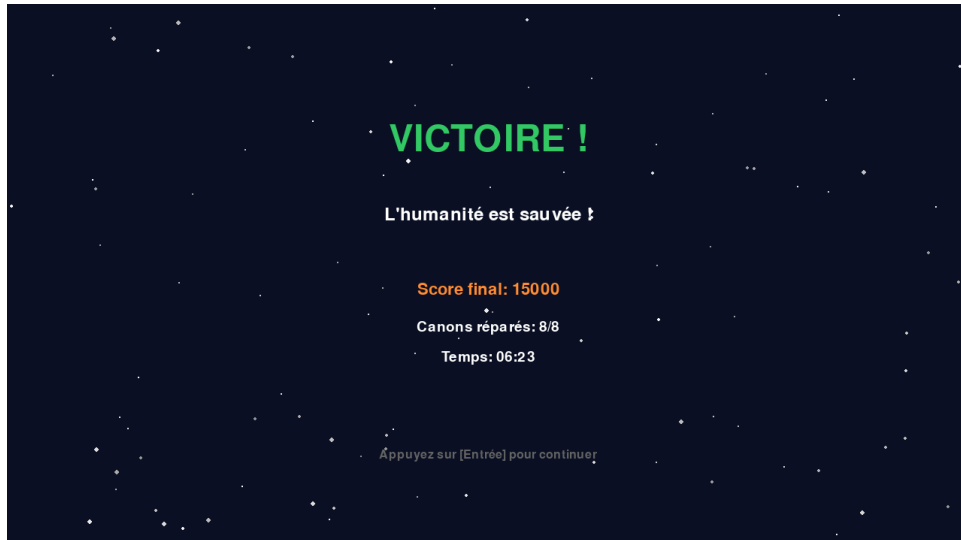 VICTOIRE !
L'humanité est sauvée !
Score final: 15000
Canons réparés: 8/8
Temps: 06:23
Appuyez sur [Entrée] pour continuer